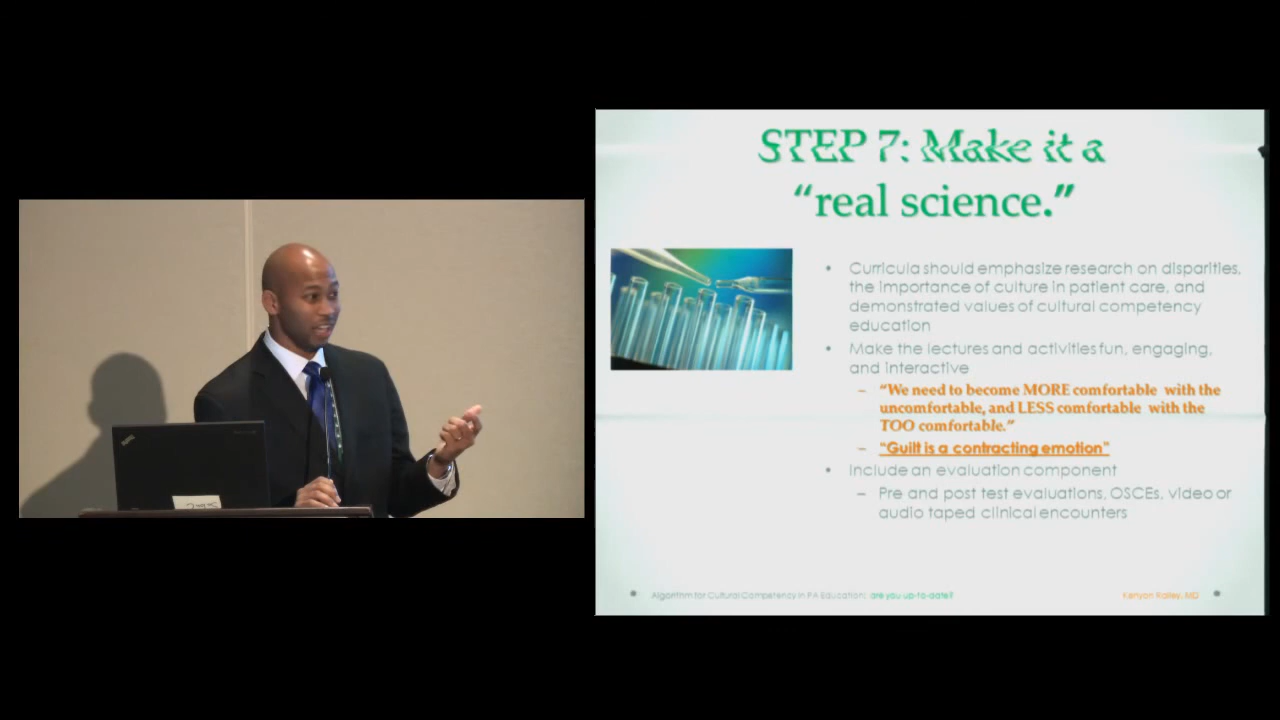 STEP 7: Make it a
“real science.”
• Curricula should emphasize research on disparities,
the importance of culture in patient care, and
demonstrated values of cultural competency
education
• Make the lectures and activities fun, engaging,
and interactive
– “We need to become MORE comfortable with the
uncomfortable, and LESS comfortable with the
TOO comfortable.”
– “Guilt is a contracting emotion”
• Include an evaluation component
– Pre and post test evaluations, OSCEs, video or
audio taped clinical encounters
Algorithm for Cultural Competency in PA Education: are you up-to-date?
Kenyon Railey, MD